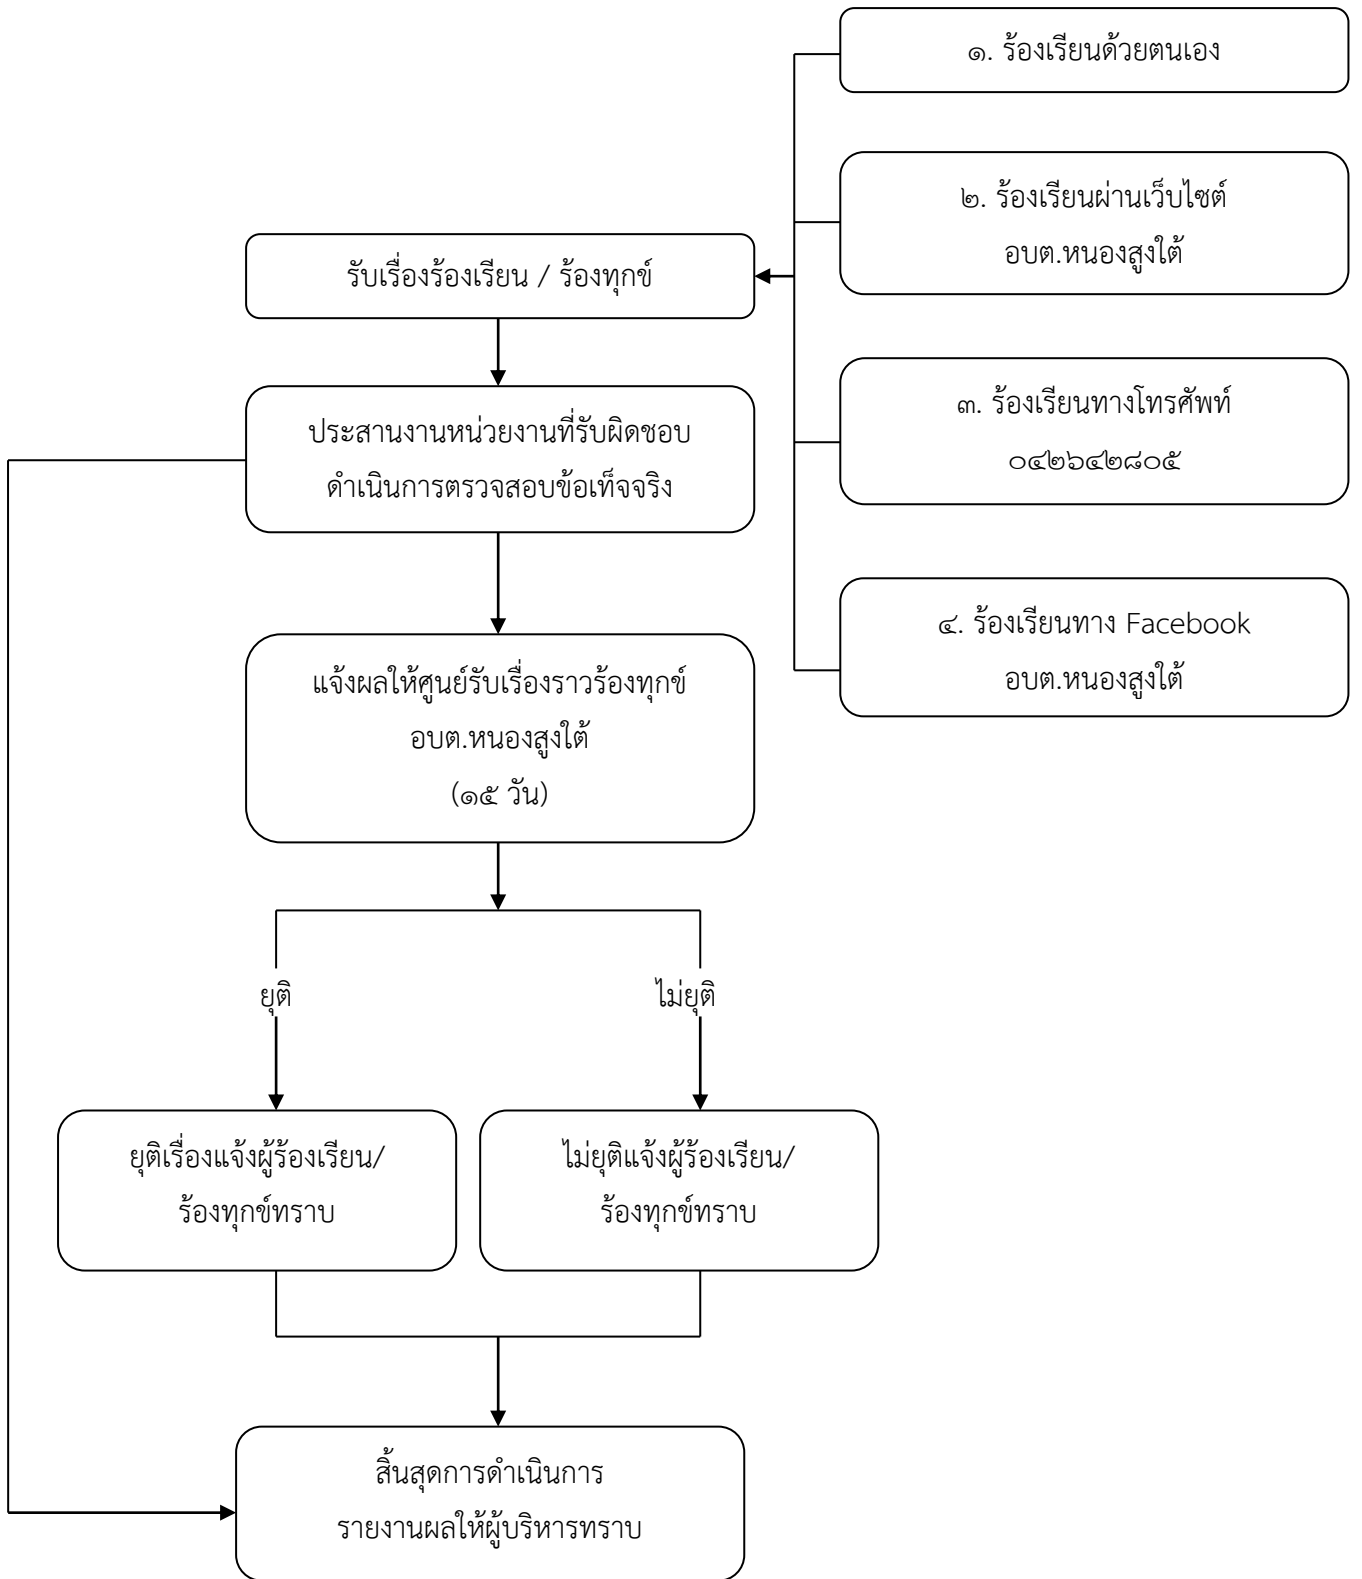 ๑. ร้องเรียนด้วยตนเอง
๒. ร้องเรียนผ่านเว็บไซต์
อบต.หนองสูงใต้
รับเรื่องร้องเรียน / ร้องทุกข์
๓. ร้องเรียนทางโทรศัพท์
๐๔๒๖๔๒๘๐๕
ประสานงานหน่วยงานที่รับผิดชอบ
ดำเนินการตรวจสอบข้อเท็จจริง
๔. ร้องเรียนทาง Facebook
อบต.หนองสูงใต้
แจ้งผลให้ศูนย์รับเรื่องราวร้องทุกข์
อบต.หนองสูงใต้
(๑๕ วัน)
ยุติ
ไม่ยุติ
ยุติเรื่องแจ้งผู้ร้องเรียน/
ร้องทุกข์ทราบ
ไม่ยุติแจ้งผู้ร้องเรียน/
ร้องทุกข์ทราบ
สิ้นสุดการดำเนินการ
รายงานผลให้ผู้บริหารทราบ